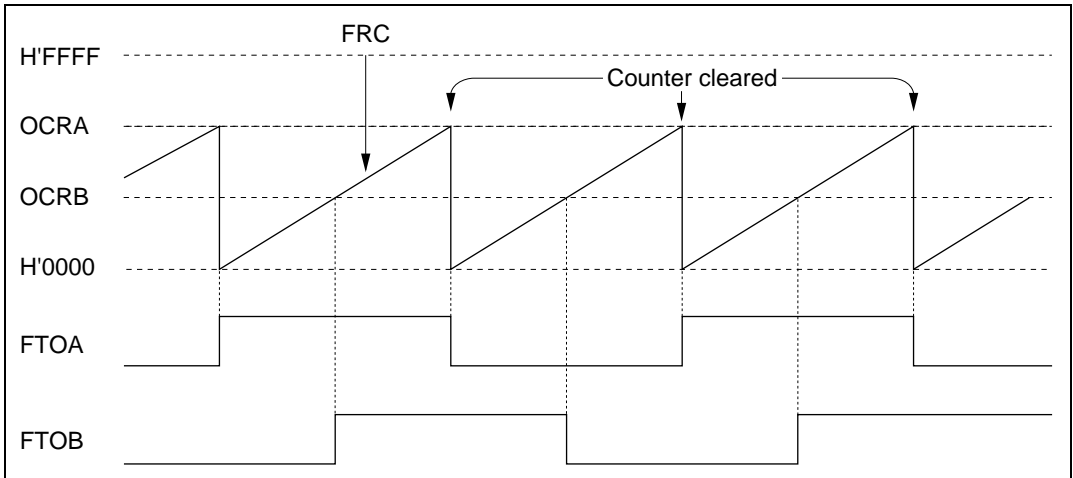 FRC
H'FFFF
Counter cleared
OCRA
OCRB
H'0000
FTOA
FTOB